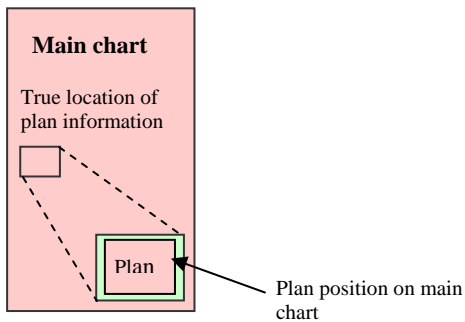 Main chart
True location of
plan information
Plan
Plan position on main
chart